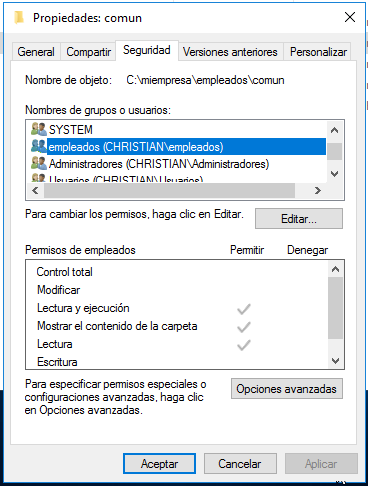 Propiedades: comun
General Compartir Seguridad Versiones anteriores Personalizar
Nombre de objeto: C:\miempresa\empleados\comun
Nombres de grupos o usuarios:
SYSTEM
empleados (CHRISTIAN\empleados)
Administradores (CHRISTIAN\Administradores)
Usuarios (CHRISTIAN\Usuarios)
Para cambiar los permisos, haga clic en Editar.
Editar...
Permisos de empleados Permitir Denegar
Control total
Modificar
Lectura y ejecución
Mostrar el contenido de la carpeta
Lectura
Escritura
Para especificar permisos especiales o
configuraciones avanzadas, haga clic
en Opciones avanzadas.
Opciones avanzadas
Aceptar Cancelar Aplicar